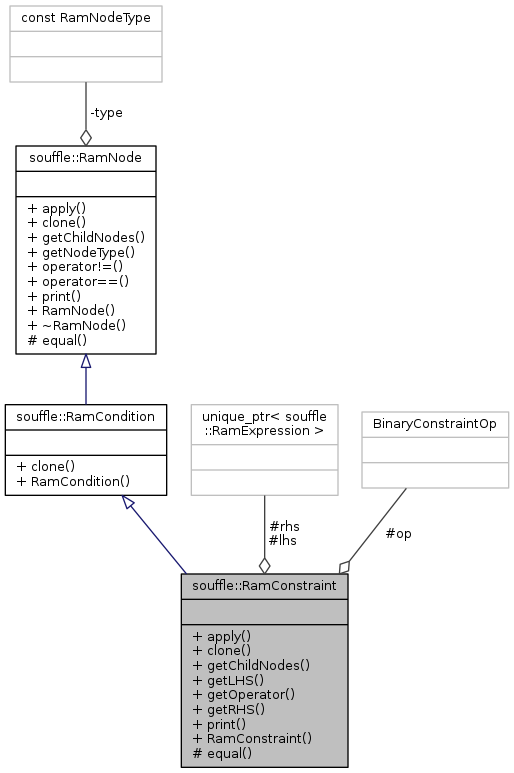 const RamNodeType
-type
souffle::RamNode
+ apply()
+ clone()
+ getChildNodes()
+ getNodeType()
+ operator!=()
+ operator==()
+ print()
+ RamNode()
+ ~RamNode()
# equal()
souffle::RamCondition
+ clone()
+ RamCondition()
unique_ptr< souffle
::RamExpression >
BinaryConstraintOp
#rhs
#lhs
#op
souffle::RamConstraint
+ apply()
+ clone()
+ getChildNodes()
+ getLHS()
+ getOperator()
+ getRHS()
+ print()
+ RamConstraint()
# equal()